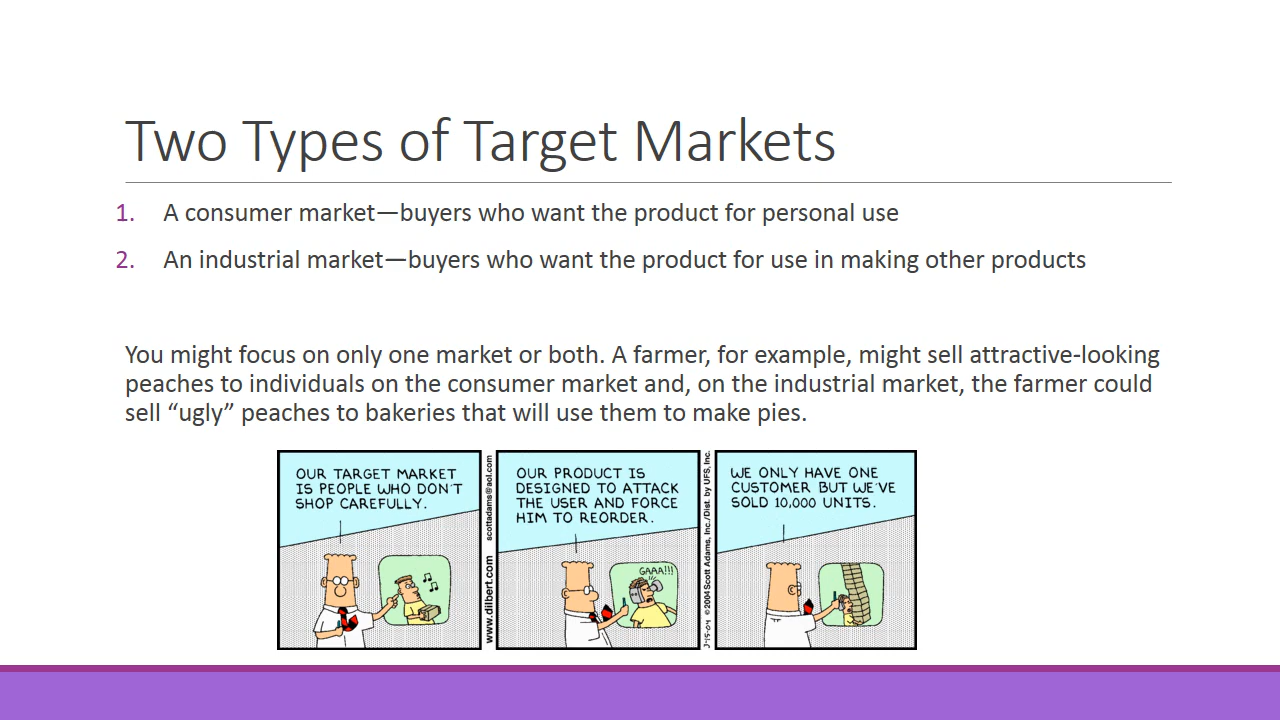 Two Types of Target Markets
1. A consumer market—buyers who want the product for personal use
2. An industrial market—buyers who want the product for use in making other products
You might focus on only one market or both. A farmer, for example, might sell attractive-looking
peaches to individuals on the consumer market and, on the industrial market, the farmer could
sell “ugly” peaches to bakeries that will use them to make pies.
OUR TARGET MARKET
IS PEOPLE WHO DON'T
SHOP CAREFULLY.
www.dilbert.com scottadams@aol.com
OUR PRODUCT IS
DESIGNED TO ATTACK
THE USER AND FORCE
HIM TO REORDER.
GAAA!!!
3-15-04 ©2004 Scott Adams, Inc./Dist. by UFS, Inc.
WE ONLY HAVE ONE
CUSTOMER BUT WE'VE
SOLD 10,000 UNITS.